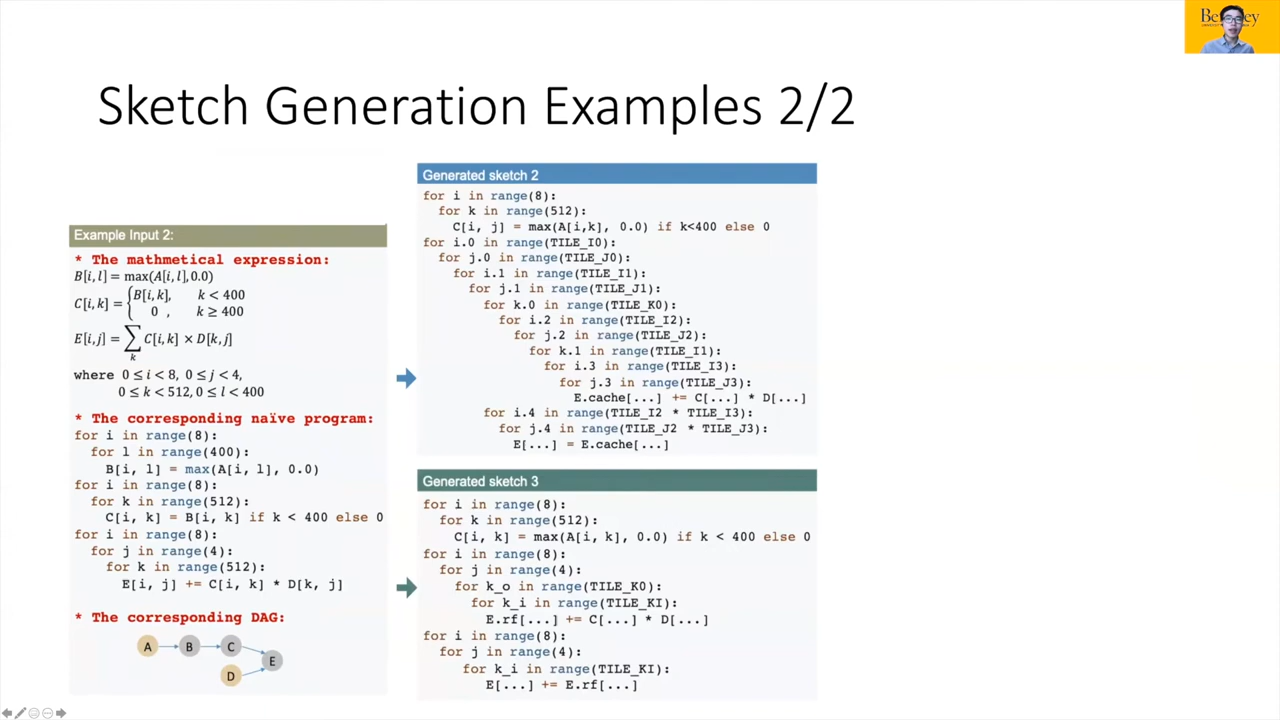 Berkeley
Sketch Generation Examples 2/2
Example Input 2:
* The mathmetical expression:
B[i, l] = max(A[i, l], 0.0)
C[i, k] = { B[i, k], k < 400
0 , k ≥ 400
E[i, j] = ∑ C[i, k] × D[k, j]
k
where 0 ≤ i < 8, 0 ≤ j < 4,
0 ≤ k < 512, 0 ≤ l < 400
* The corresponding naïve program:
for i in range(8):
for l in range(400):
B[i, l] = max(A[i, l], 0.0)
for i in range(8):
for k in range(512):
C[i, k] = B[i, k] if k < 400 else 0
for i in range(8):
for j in range(4):
for k in range(512):
E[i, j] += C[i, k] * D[k, j]
* The corresponding DAG:
A B C
E
D
Generated sketch 2
for i in range(8):
for k in range(512):
C[i, j] = max(A[i,k], 0.0) if k<400 else 0
for i.0 in range(TILE_I0):
for j.0 in range(TILE_J0):
for i.1 in range(TILE_I1):
for j.1 in range(TILE_J1):
for k.0 in range(TILE_K0):
for i.2 in range(TILE_I2):
for j.2 in range(TILE_J2):
for k.1 in range(TILE_I1):
for i.3 in range(TILE_I3):
for j.3 in range(TILE_J3):
E.cache[...] += C[...] * D[...]
for i.4 in range(TILE_I2 * TILE_I3):
for j.4 in range(TILE_J2 * TILE_J3):
E[...] = E.cache[...]
Generated sketch 3
for i in range(8):
for k in range(512):
C[i, k] = max(A[i, k], 0.0) if k < 400 else 0
for i in range(8):
for j in range(4):
for k_o in range(TILE_K0):
for k_i in range(TILE_KI):
E.rf[...] += C[...] * D[...]
for i in range(8):
for j in range(4):
for k_i in range(TILE_KI):
E[...] += E.rf[...]